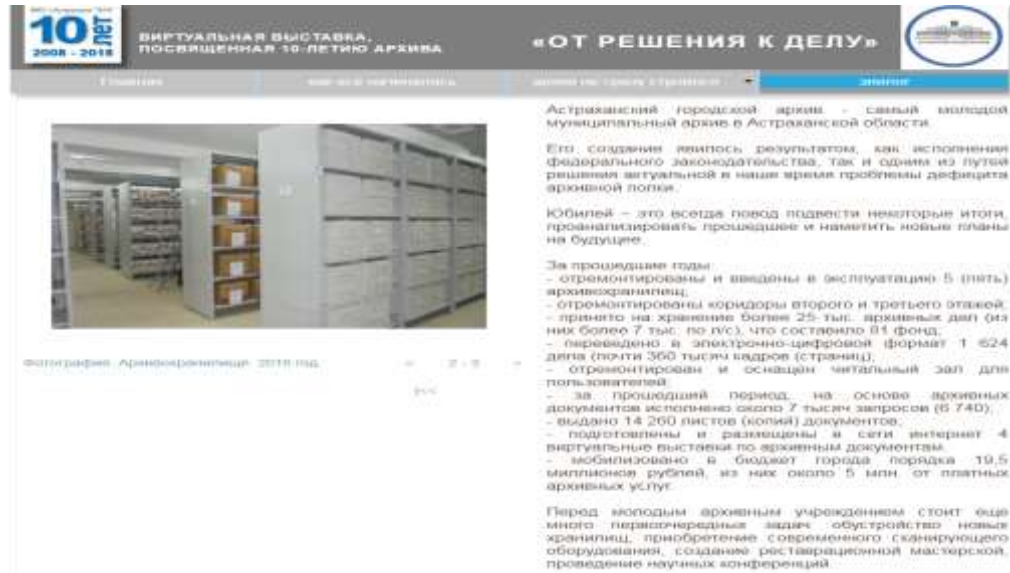 10 лет
2008 - 2018
ВИРТУАЛЬНАЯ ВЫСТАВКА,
ПОСВЯЩЕННАЯ 10-ЛЕТИЮ АРХИВА
«ОТ РЕШЕНИЯ К ДЕЛУ»
Главная
как все начиналось
эпилог
Астраханский городской архив - самый молодой
муниципальный архив в Астраханской области.
Его создание явилось результатом, как исполнения
федерального законодательства, так и одним из путей
решения актуальной в наше время проблемы дефицита
архивной полки.
Юбилей – это всегда повод подвести некоторые итоги,
проанализировать прошедшее и наметить новые планы
на будущее.
За прошедшие годы:
- отремонтированы и введены в эксплуатацию 5 (пять)
архивохранилищ;
- отремонтированы коридоры второго и третьего этажей;
- принято на хранение более 25 тыс. архивных дел (из
них более 7 тыс. по л/с), что составило 81 фонд;
- переведено в электронно-цифровой формат 1 624
дела (почти 360 тысяч кадров (страниц);
- отремонтирован и оснащен читальный зал для
пользователей;
- за прошедший период, на основе архивных
документов исполнено около 7 тысяч запросов (6 740);
- выдано 14 260 листов (копий) документов;
- подготовлены и размещены в сети интернет 4
виртуальные выставки по архивным документам.
- мобилизовано в бюджет города порядка 19,5
миллионов рублей, из них около 5 млн. от платных
архивных услуг.
Перед молодым архивным учреждением стоит еще
много первоочередных задач: обустройство новых
хранилищ, приобретение современного сканирующего
оборудования, создание реставрационной мастерской,
проведение научных конференций.
Фотография. Архивохранилище. 2018 год.